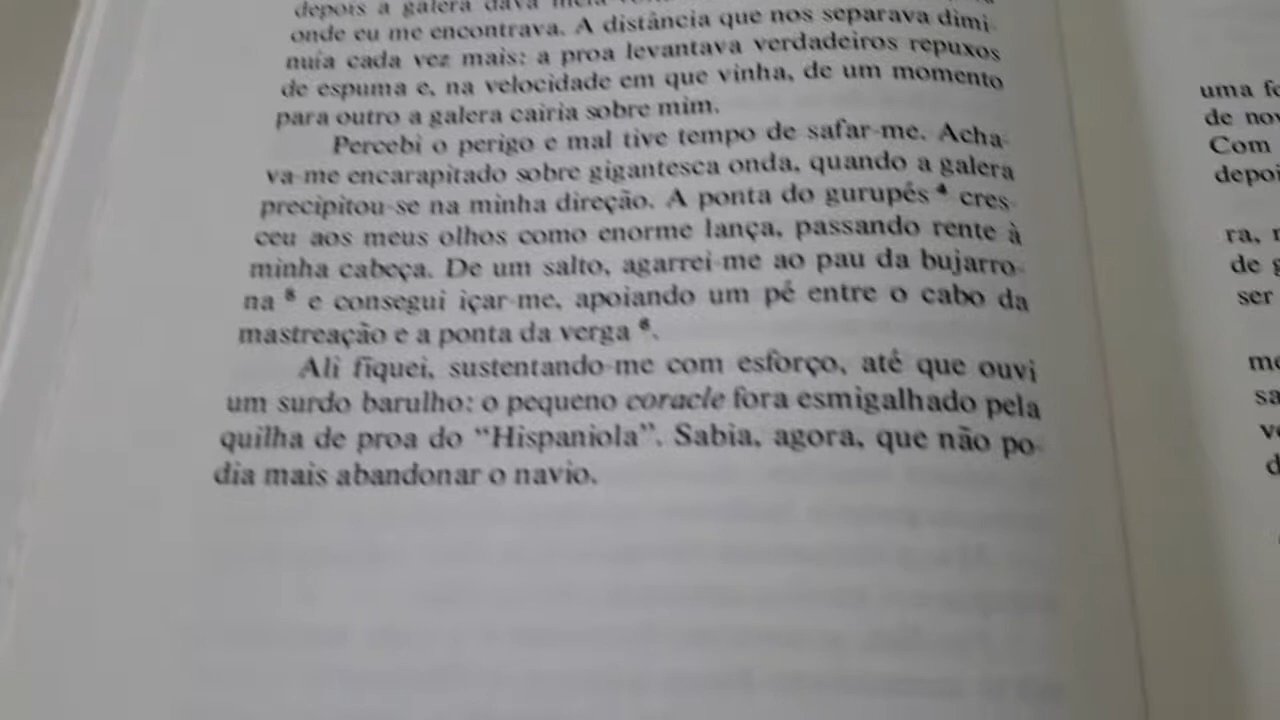 depois a galera dava
onde eu me encontrava. A distância que nos separava dimi-
nuía cada vez mais: a proa levantava verdadeiros repuxos
de espuma e, na velocidade em que vinha, de um momento
para outro a galera cairia sobre mim.
Percebi o perigo e mal tive tempo de safar-me. Acha-
va-me encarapitado sobre gigantesca onda, quando a galera
precipitou-se na minha direção. A ponta do gurupés ⁴ cres-
ceu aos meus olhos como enorme lança, passando rente à
minha cabeça. De um salto, agarrei-me ao pau da bujarro-
na ⁵ e consegui içar-me, apoiando um pé entre o cabo da
mastreação e a ponta da verga ⁶.
Ali fiquei, sustentando-me com esforço, até que ouvi
um surdo barulho: o pequeno coracle fora esmigalhado pela
quilha de proa do “Hispaniola”. Sabia, agora, que não po-
dia mais abandonar o navio.
uma
de
Com
ra,
de
ser